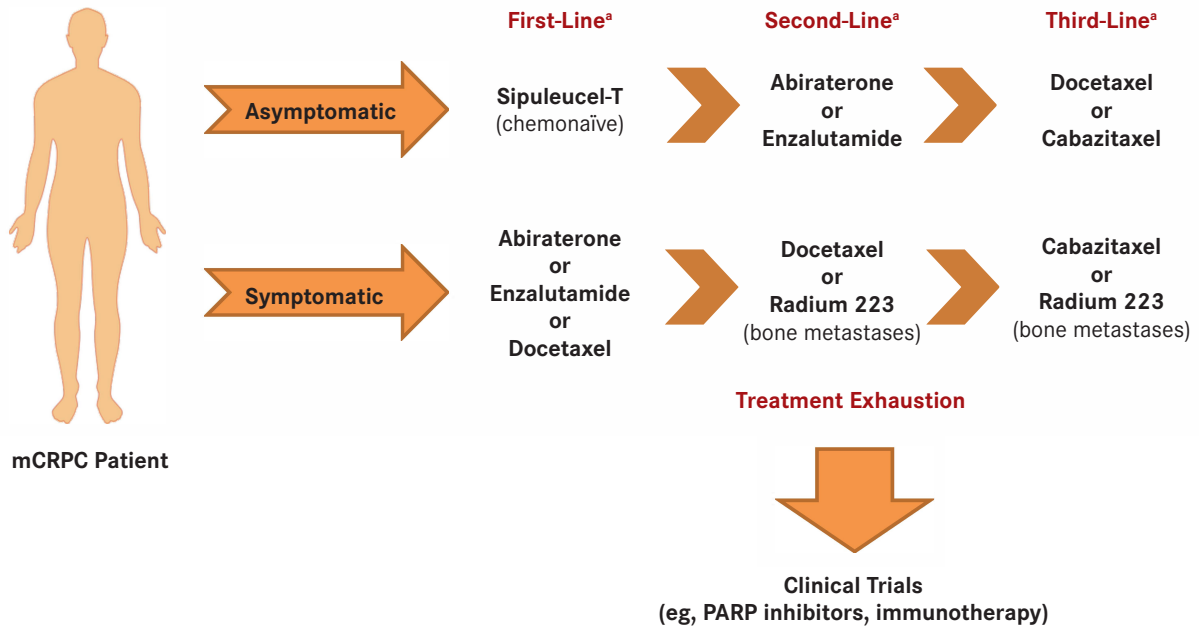 First-Lineᵃ
Second-Lineᵃ
Third-Lineᵃ
Asymptomatic
Sipuleucel-T
(chemonaïve)
Abiraterone
or
Enzalutamide
Docetaxel
or
Cabazitaxel
Symptomatic
Abiraterone
or
Enzalutamide
or
Docetaxel
Docetaxel
or
Radium 223
(bone metastases)
Cabazitaxel
or
Radium 223
(bone metastases)
Treatment Exhaustion
mCRPC Patient
Clinical Trials
(eg, PARP inhibitors, immunotherapy)